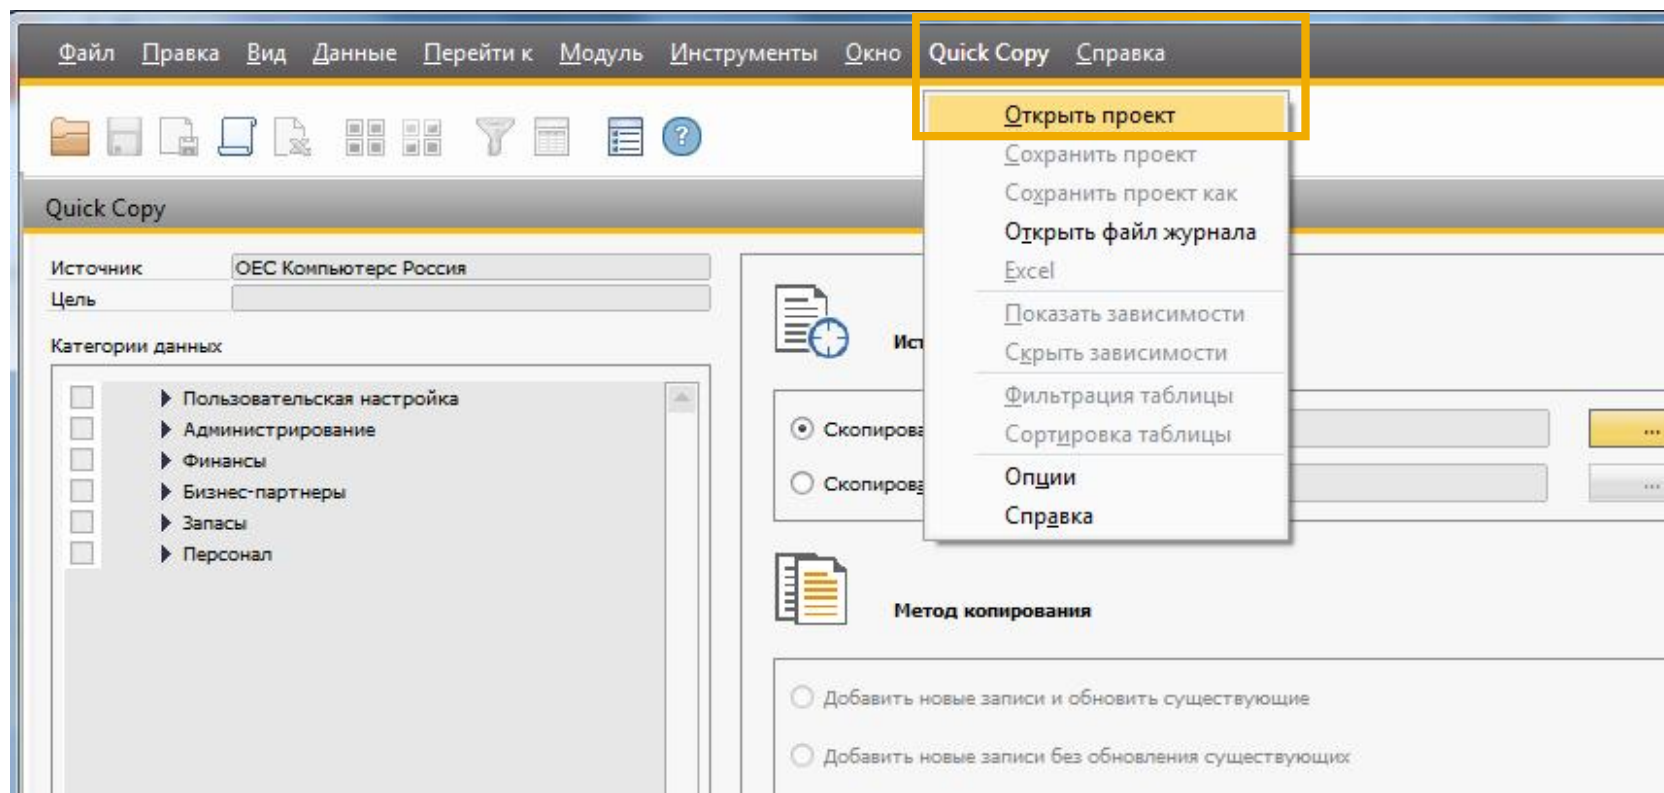 Файл Правка Вид Данные Перейти к Модуль Инструменты Окно Quick Copy Справка
Открыть проект
Сохранить проект
Сохранить проект как
Открыть файл журнала
Excel
Показать зависимости
Скрыть зависимости
Фильтрация таблицы
Сортировка таблицы
Опции
Справка
Quick Copy
Источник ОЕС Компьютерс Россия
Цель
Категории данных
Пользовательская настройка
Администрирование
Финансы
Бизнес-партнеры
Запасы
Персонал
...
...
Метод копирования
Добавить новые записи и обновить существующие
Добавить новые записи без обновления существующих